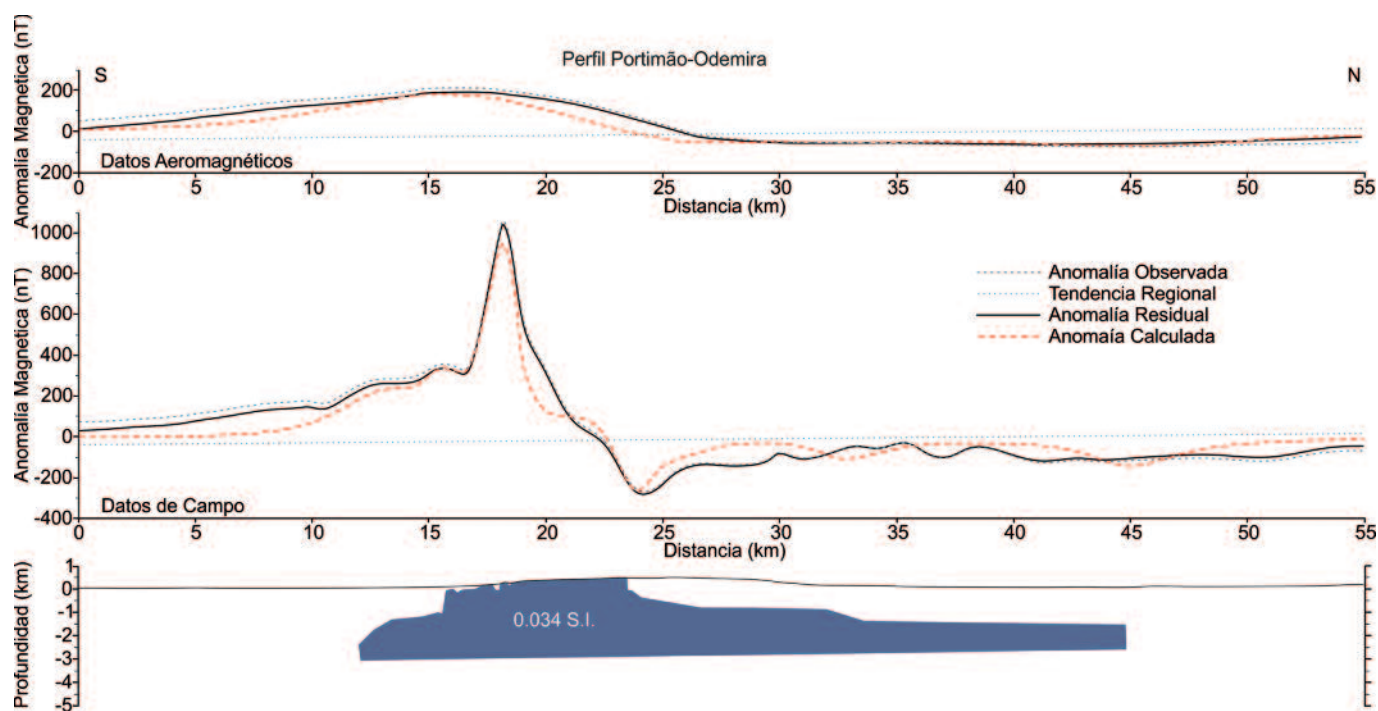 Perfil Portimão-Odemira
S
N
Anomalía Magnetica (nT)
200
0
-200
Datos Aeromagnéticos
0 5 10 15 20 25 30 35 40 45 50 55
Distancia (km)
Anomalía Magnetica (nT)
1000
800
600
400
200
0
-200
-400
Anomalía Observada
Tendencia Regional
Anomalía Residual
Anomaía Calculada
Datos de Campo
0 5 10 15 20 25 30 35 40 45 50 55
Distancia (km)
Profundidad (km)
1
0
-1
-2
-3
-4
-5
0.034 S.I.